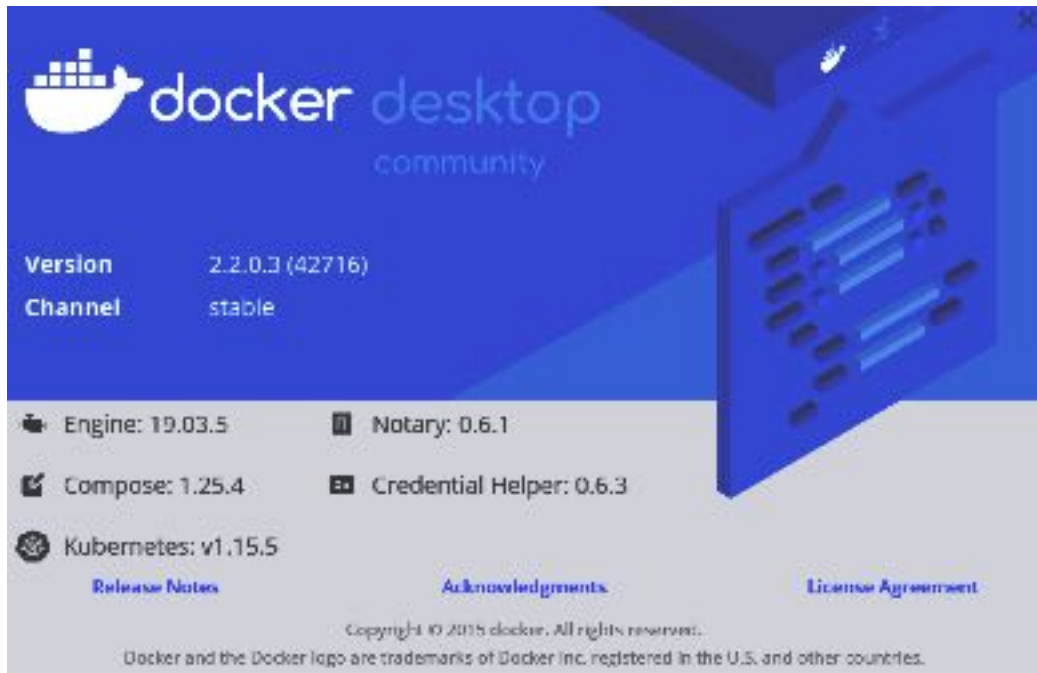 docker desktop
community
Version 2.2.0.3 (42716)
Channel stable
Engine: 19.03.5 Notary: 0.6.1
Compose: 1.25.4 Credential Helper: 0.6.3
Kubernetes: v1.15.5
Release Notes Acknowledgments License Agreement
Copyright © 2015 docker. All rights reserved.
Docker and the Docker logo are trademarks of Docker Inc. registered in the U.S. and other countries.